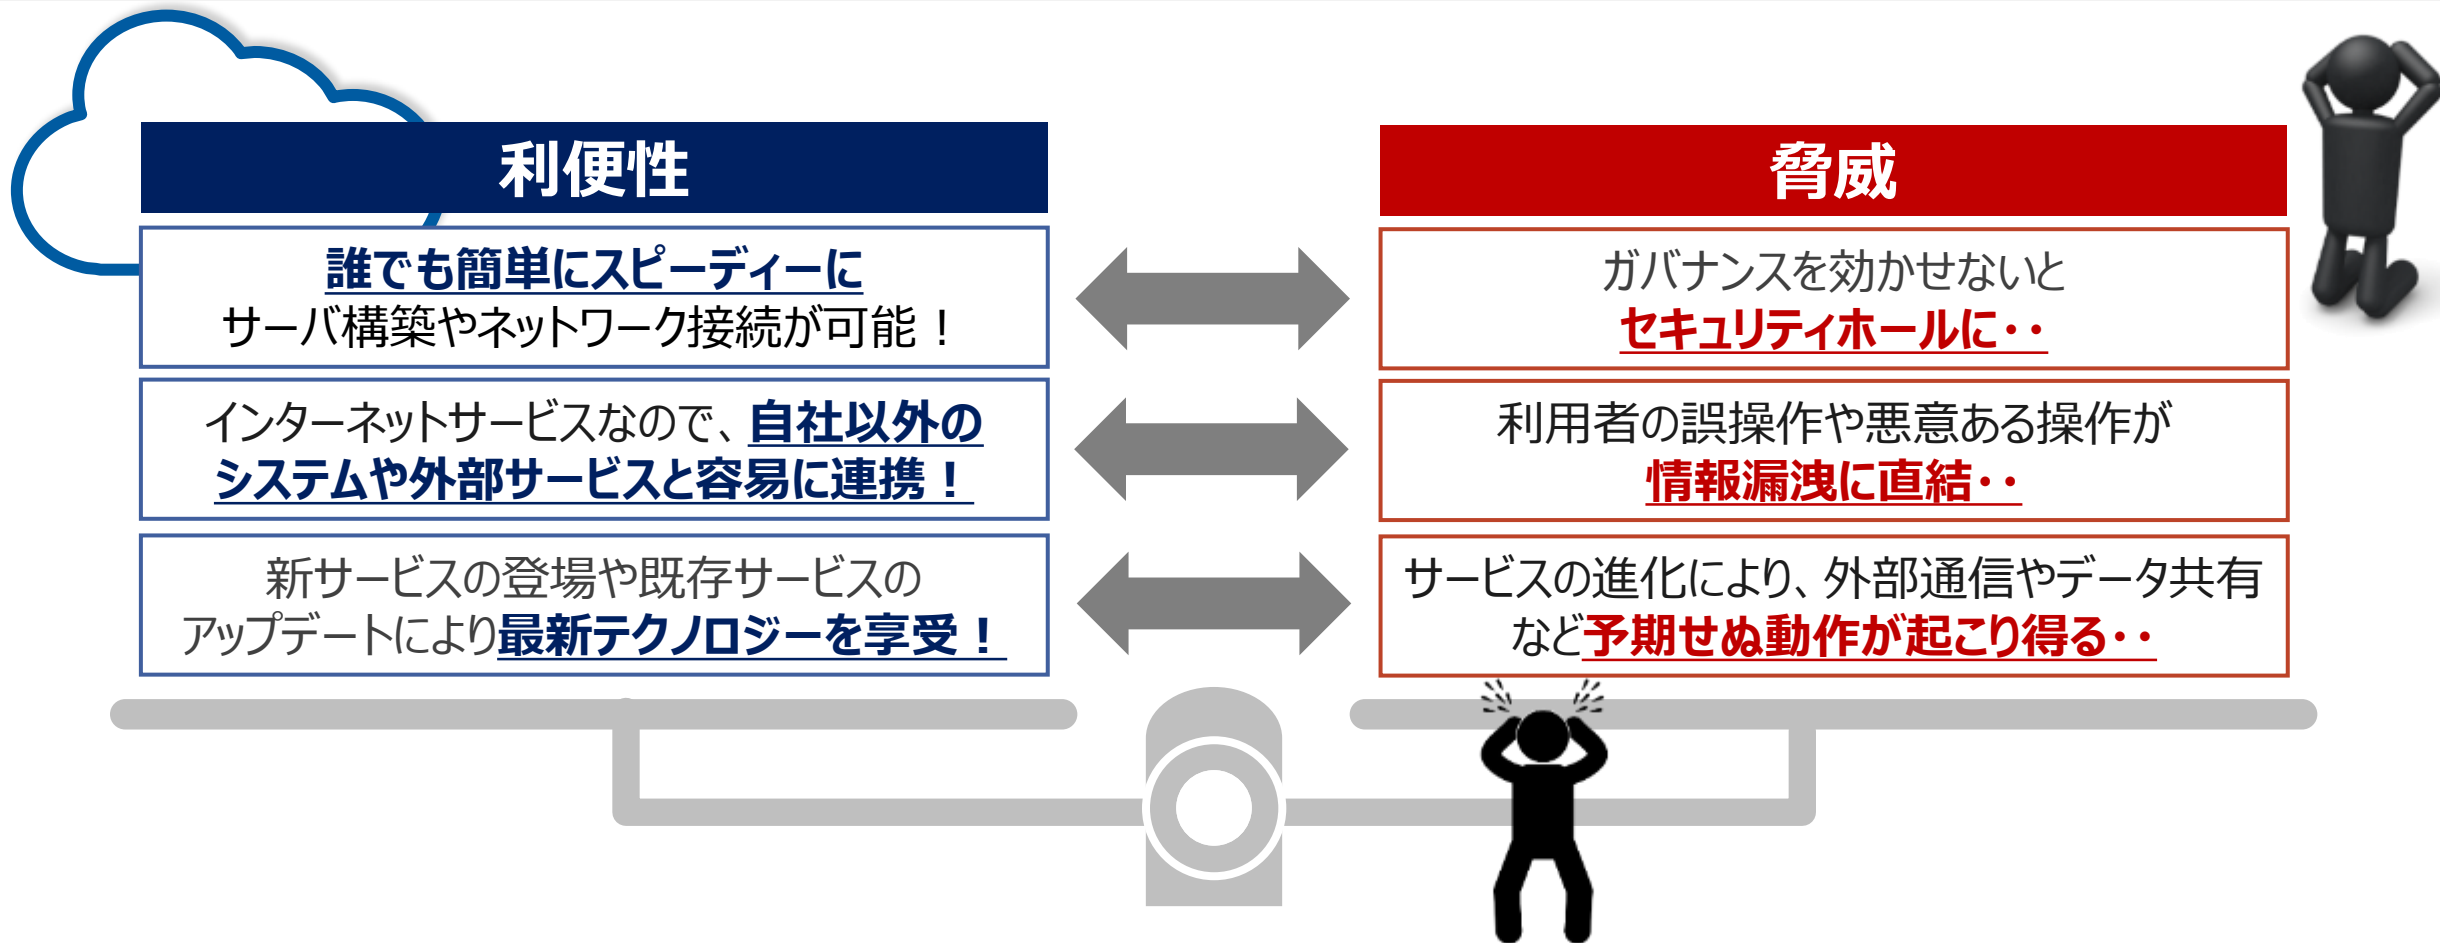 利便性
誰でも簡単にスピーディーに
サーバ構築やネットワーク接続が可能！
インターネットサービスなので、自社以外の
システムや外部サービスと容易に連携！
新サービスの登場や既存サービスの
アップデートにより最新テクノロジーを享受！
脅威
ガバナンスを効かせないと
セキュリティホールに・・
利用者の誤操作や悪意ある操作が
情報漏洩に直結・・
サービスの進化により、外部通信やデータ共有
など予期せぬ動作が起こり得る・・